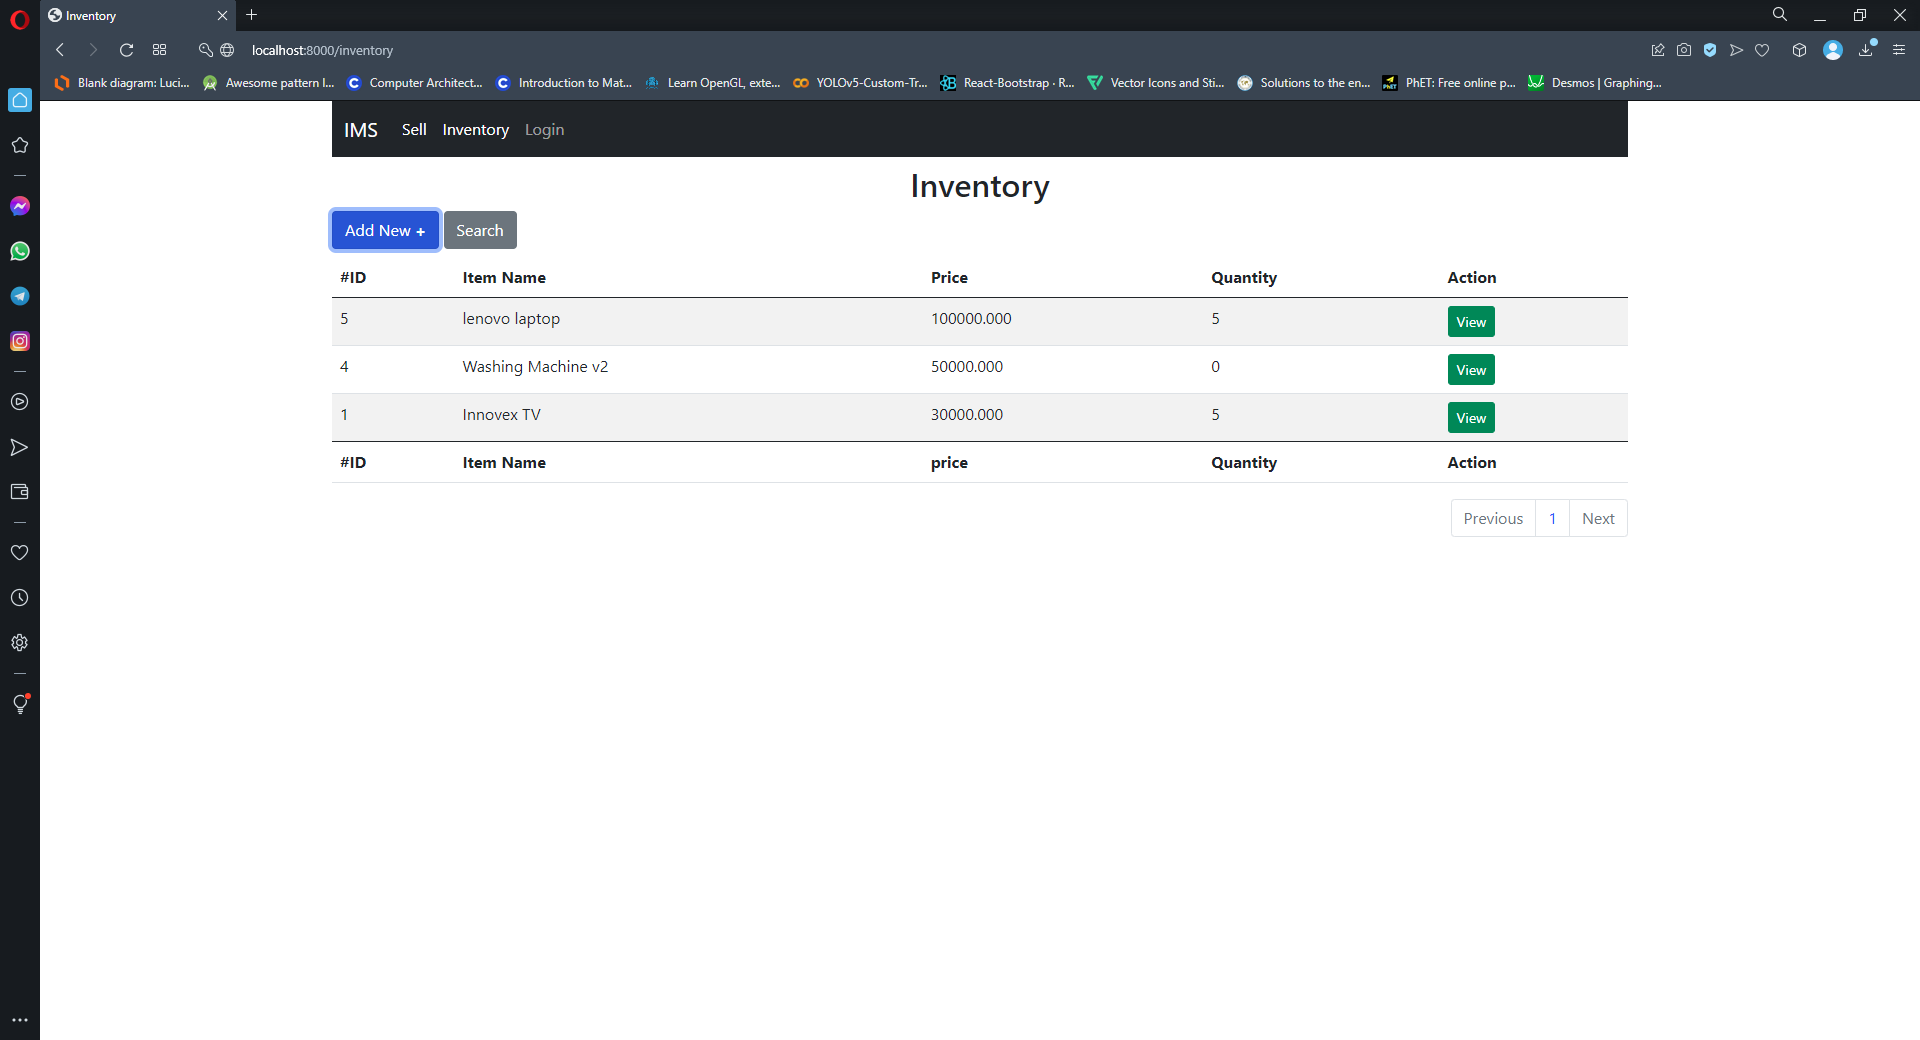 Inventory
localhost:8000/inventory
Blank diagram: Luci... Awesome pattern l... Computer Architect... Introduction to Mat... Learn OpenGL, exte... YOLOv5-Custom-Tr... React-Bootstrap · R... Vector Icons and Sti... Solutions to the en... PhET: Free online p... Desmos | Graphing...
IMS Sell Inventory Login
Inventory
Add New + Search
#ID Item Name Price Quantity Action
5 lenovo laptop 100000.000 5 View
4 Washing Machine v2 50000.000 0 View
1 Innovex TV 30000.000 5 View
#ID Item Name price Quantity Action
Previous 1 Next